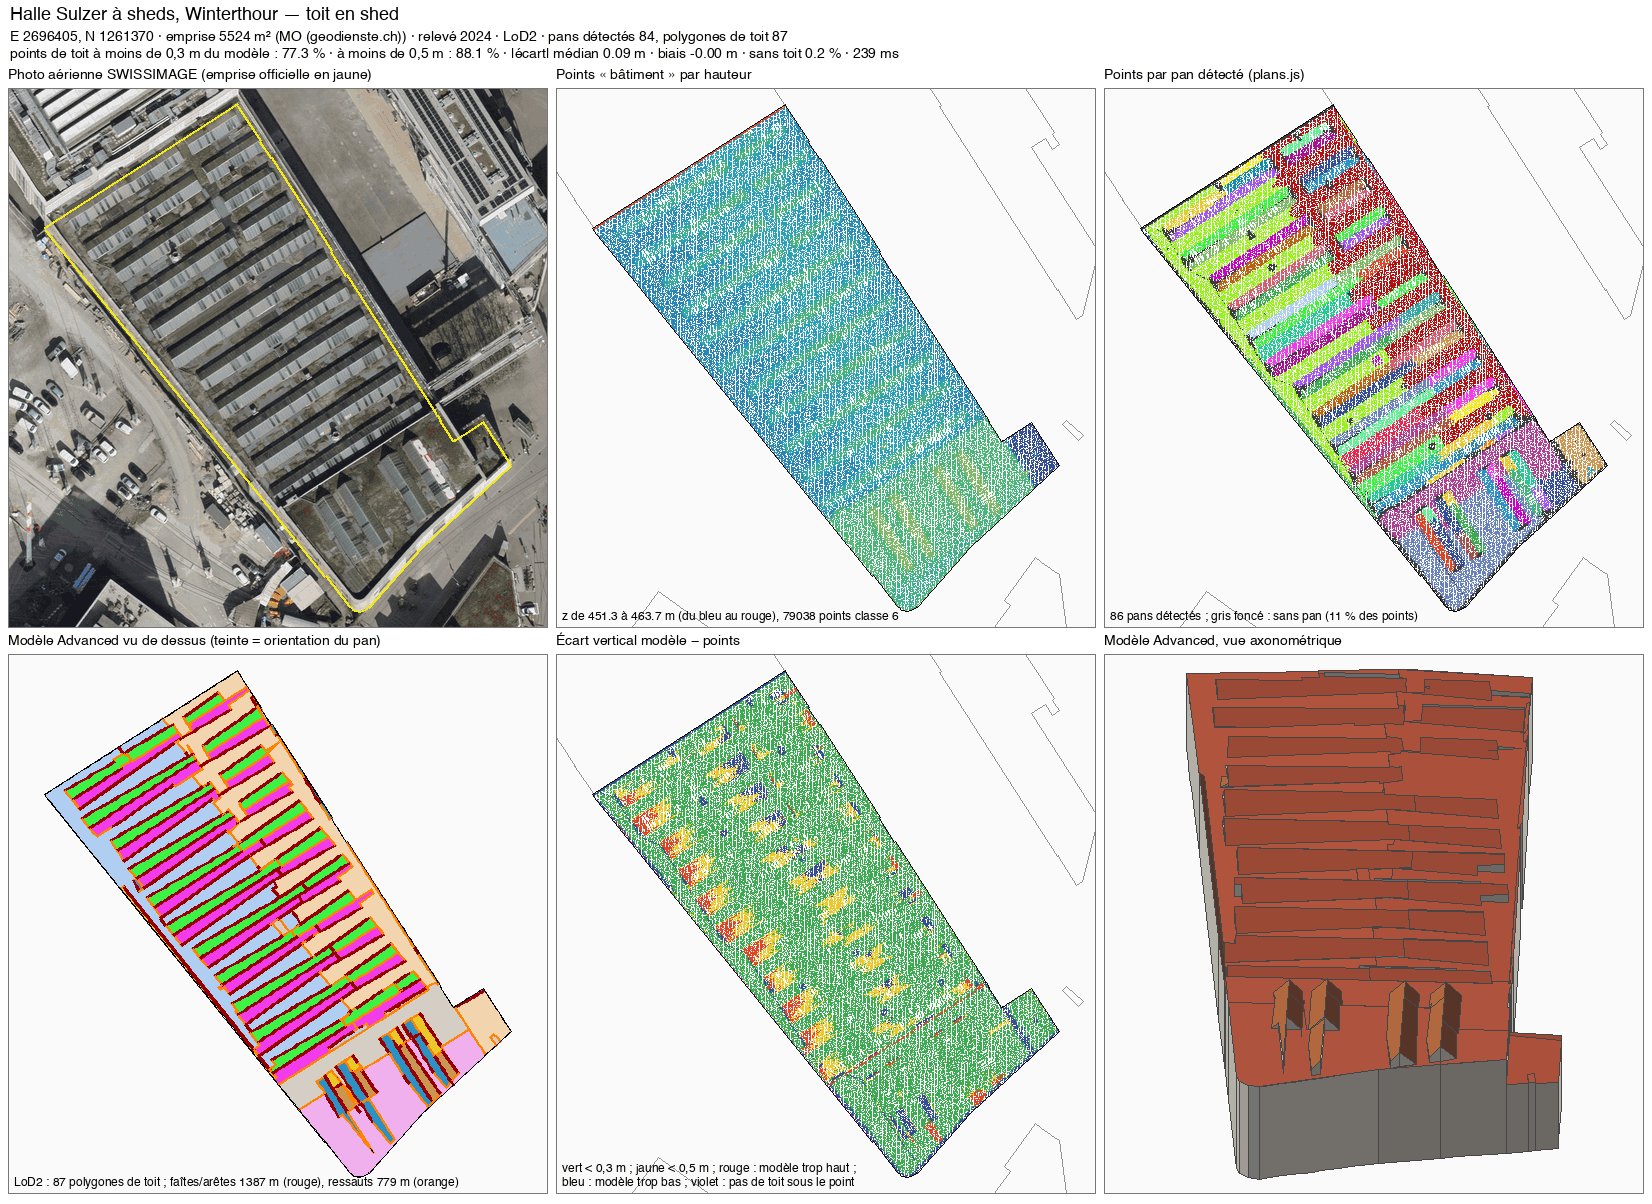 Halle Sulzer à sheds, Winterthour — toit en shed
E 2696405, N 1261370 · emprise 5524 m² (MO (geodienste.ch)) · relevé 2024 · LoD2 · pans détectés 84, polygones de toit 87
points de toit à moins de 0,3 m du modèle : 77.3 % · à moins de 0,5 m : 88.1 % · |écart| médian 0.09 m · biais -0.00 m · sans toit 0.2 % · 239 ms
Photo aérienne SWISSIMAGE (emprise officielle en jaune)
Points « bâtiment » par hauteur
Points par pan détecté (plans.js)
z de 451.3 à 463.7 m (du bleu au rouge), 79038 points classe 6
86 pans détectés ; gris foncé : sans pan (11 % des points)
Modèle Advanced vu de dessus (teinte = orientation du pan)
Écart vertical modèle − points
Modèle Advanced, vue axonométrique
LoD2 : 87 polygones de toit ; faîtes/arêtes 1387 m (rouge), ressauts 779 m (orange)
vert < 0,3 m ; jaune < 0,5 m ; rouge : modèle trop haut ;
bleu : modèle trop bas ; violet : pas de toit sous le point